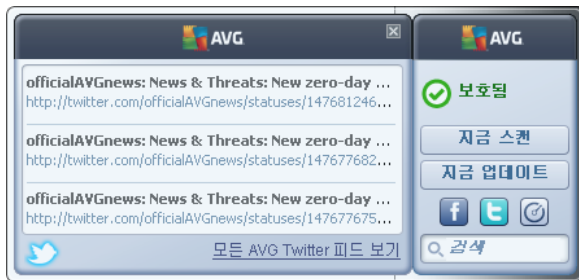 AVG
officialAVGnews: News & Threats: New zero-day ...
http://twitter.com/officialAVGnews/statuses/147681246...
officialAVGnews: News & Threats: New zero-day ...
http://twitter.com/officialAVGnews/statuses/147677682...
officialAVGnews: News & Threats: New zero-day ...
http://twitter.com/officialAVGnews/statuses/147677675...
모든 AVG Twitter 피드 보기
AVG
보호됨
지금 스캔
지금 업데이트
f t
검색